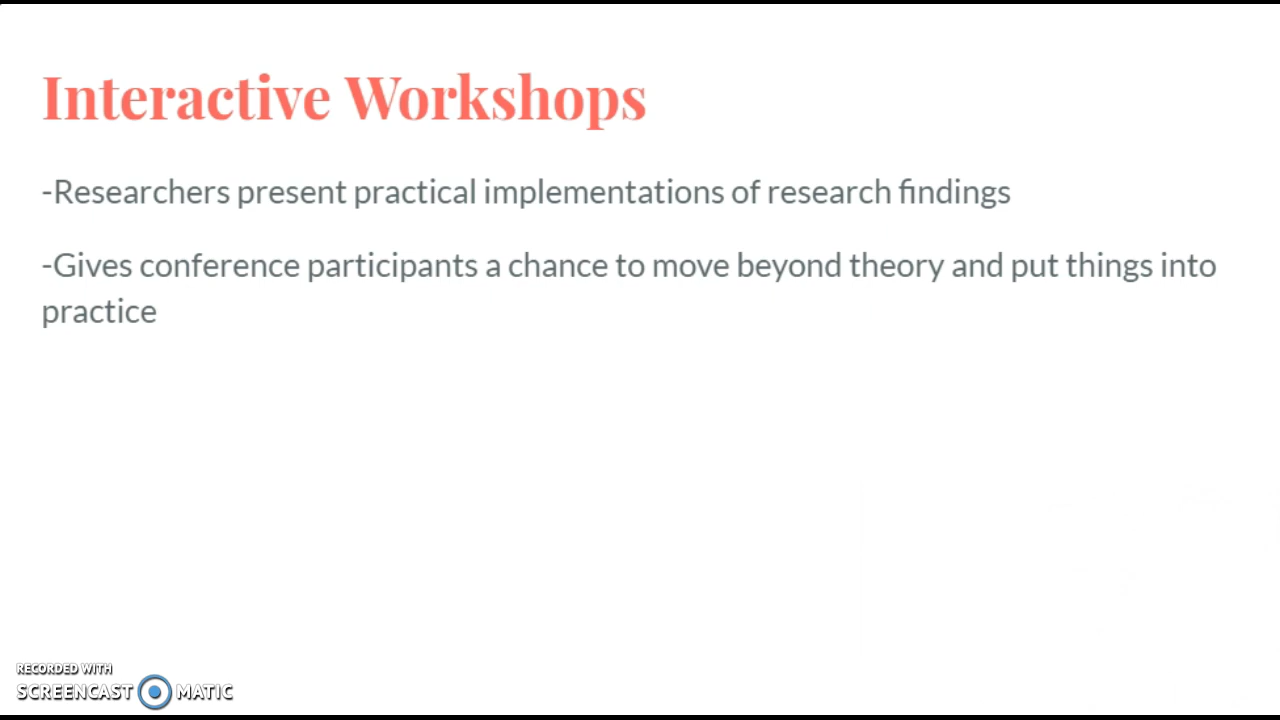 Interactive Workshops
-Researchers present practical implementations of research findings
-Gives conference participants a chance to move beyond theory and put things into
practice
RECORDED WITH
SCREENCAST MATIC